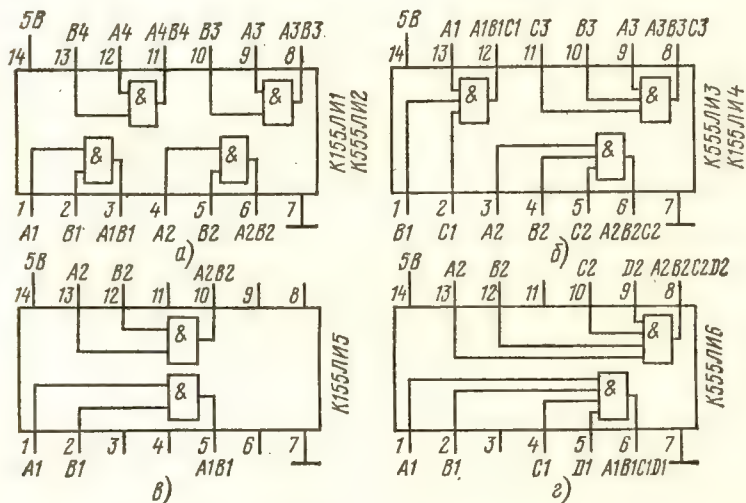 5В
14 13 12 11 10 9 8
B4 A4 A4B4 B3 A3 A3B3
& &
& &
1 2 3 4 5 6 7
A1 B1 A1B1 A2 B2 A2B2
К155ЛИ1
К555ЛИ2
а)
5В
14 13 12 11 10 9 8
A1 A1B1C1 C3 B3 A3 A3B3C3
& &
&
1 2 3 4 5 6 7
B1 C1 A2 B2 C2 A2B2C2
К555ЛИ3
К155ЛИ4
б)
5В
14 13 12 11 10 9 8
A2 B2 A2B2
&
&
1 2 3 4 5 6 7
A1 B1 A1B1
К155ЛИ5
в)
5В
14 13 12 11 10 9 8
A2 B2 C2 D2 A2B2C2D2
&
&
1 2 3 4 5 6 7
A1 B1 C1 D1 A1B1C1D1
К555ЛИ6
г)